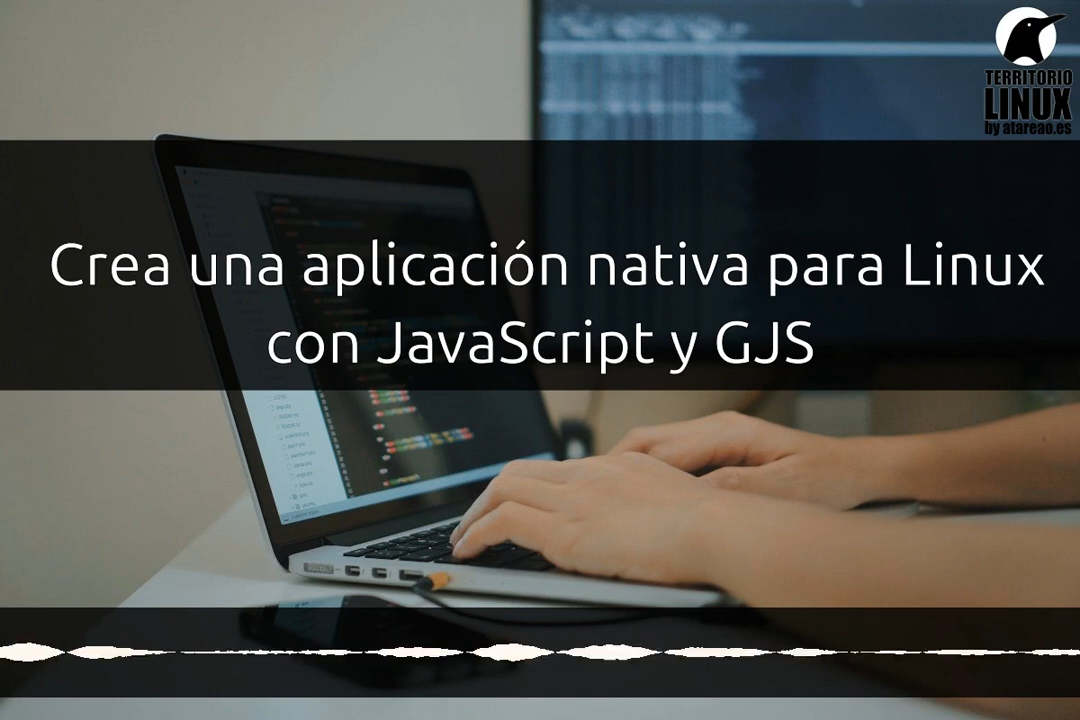 TERRITORIO
LINUX
by atareao.es
Crea una aplicación nativa para Linux
con JavaScript y GJS